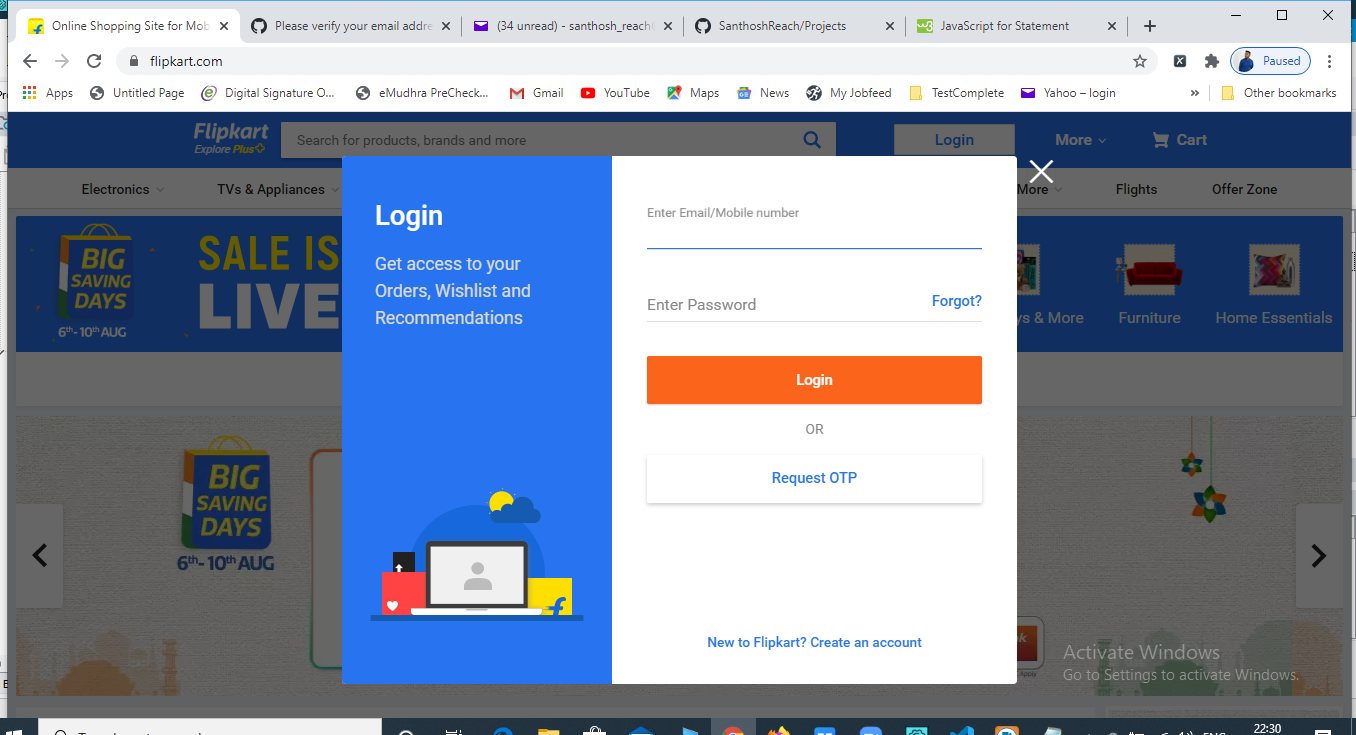 Online Shopping Site for Mob
Please verify your email addre
(34 unread) - santhosh_reach
SanthoshReach/Projects
JavaScript for Statement
flipkart.com
Paused
Apps
Untitled Page
Digital Signature O...
eMudhra PreCheck...
Gmail
YouTube
Maps
News
My Jobfeed
TestComplete
Yahoo – login
»
Other bookmarks
Flipkart
Explore Plus
Search for products, brands and more
Login
More
Cart
Electronics
TVs & Appliances
More
Flights
Offer Zone
BIG
SAVING
DAYS
6th-10th AUG
SALE IS
LIVE
ys & More
Furniture
Home Essentials
Login
Get access to your
Orders, Wishlist and
Recommendations
Enter Email/Mobile number
Enter Password
Forgot?
Login
OR
Request OTP
New to Flipkart? Create an account
BIG
SAVING
DAYS
6th-10th AUG
Activate Windows
Go to Settings to activate Windows.
22:30